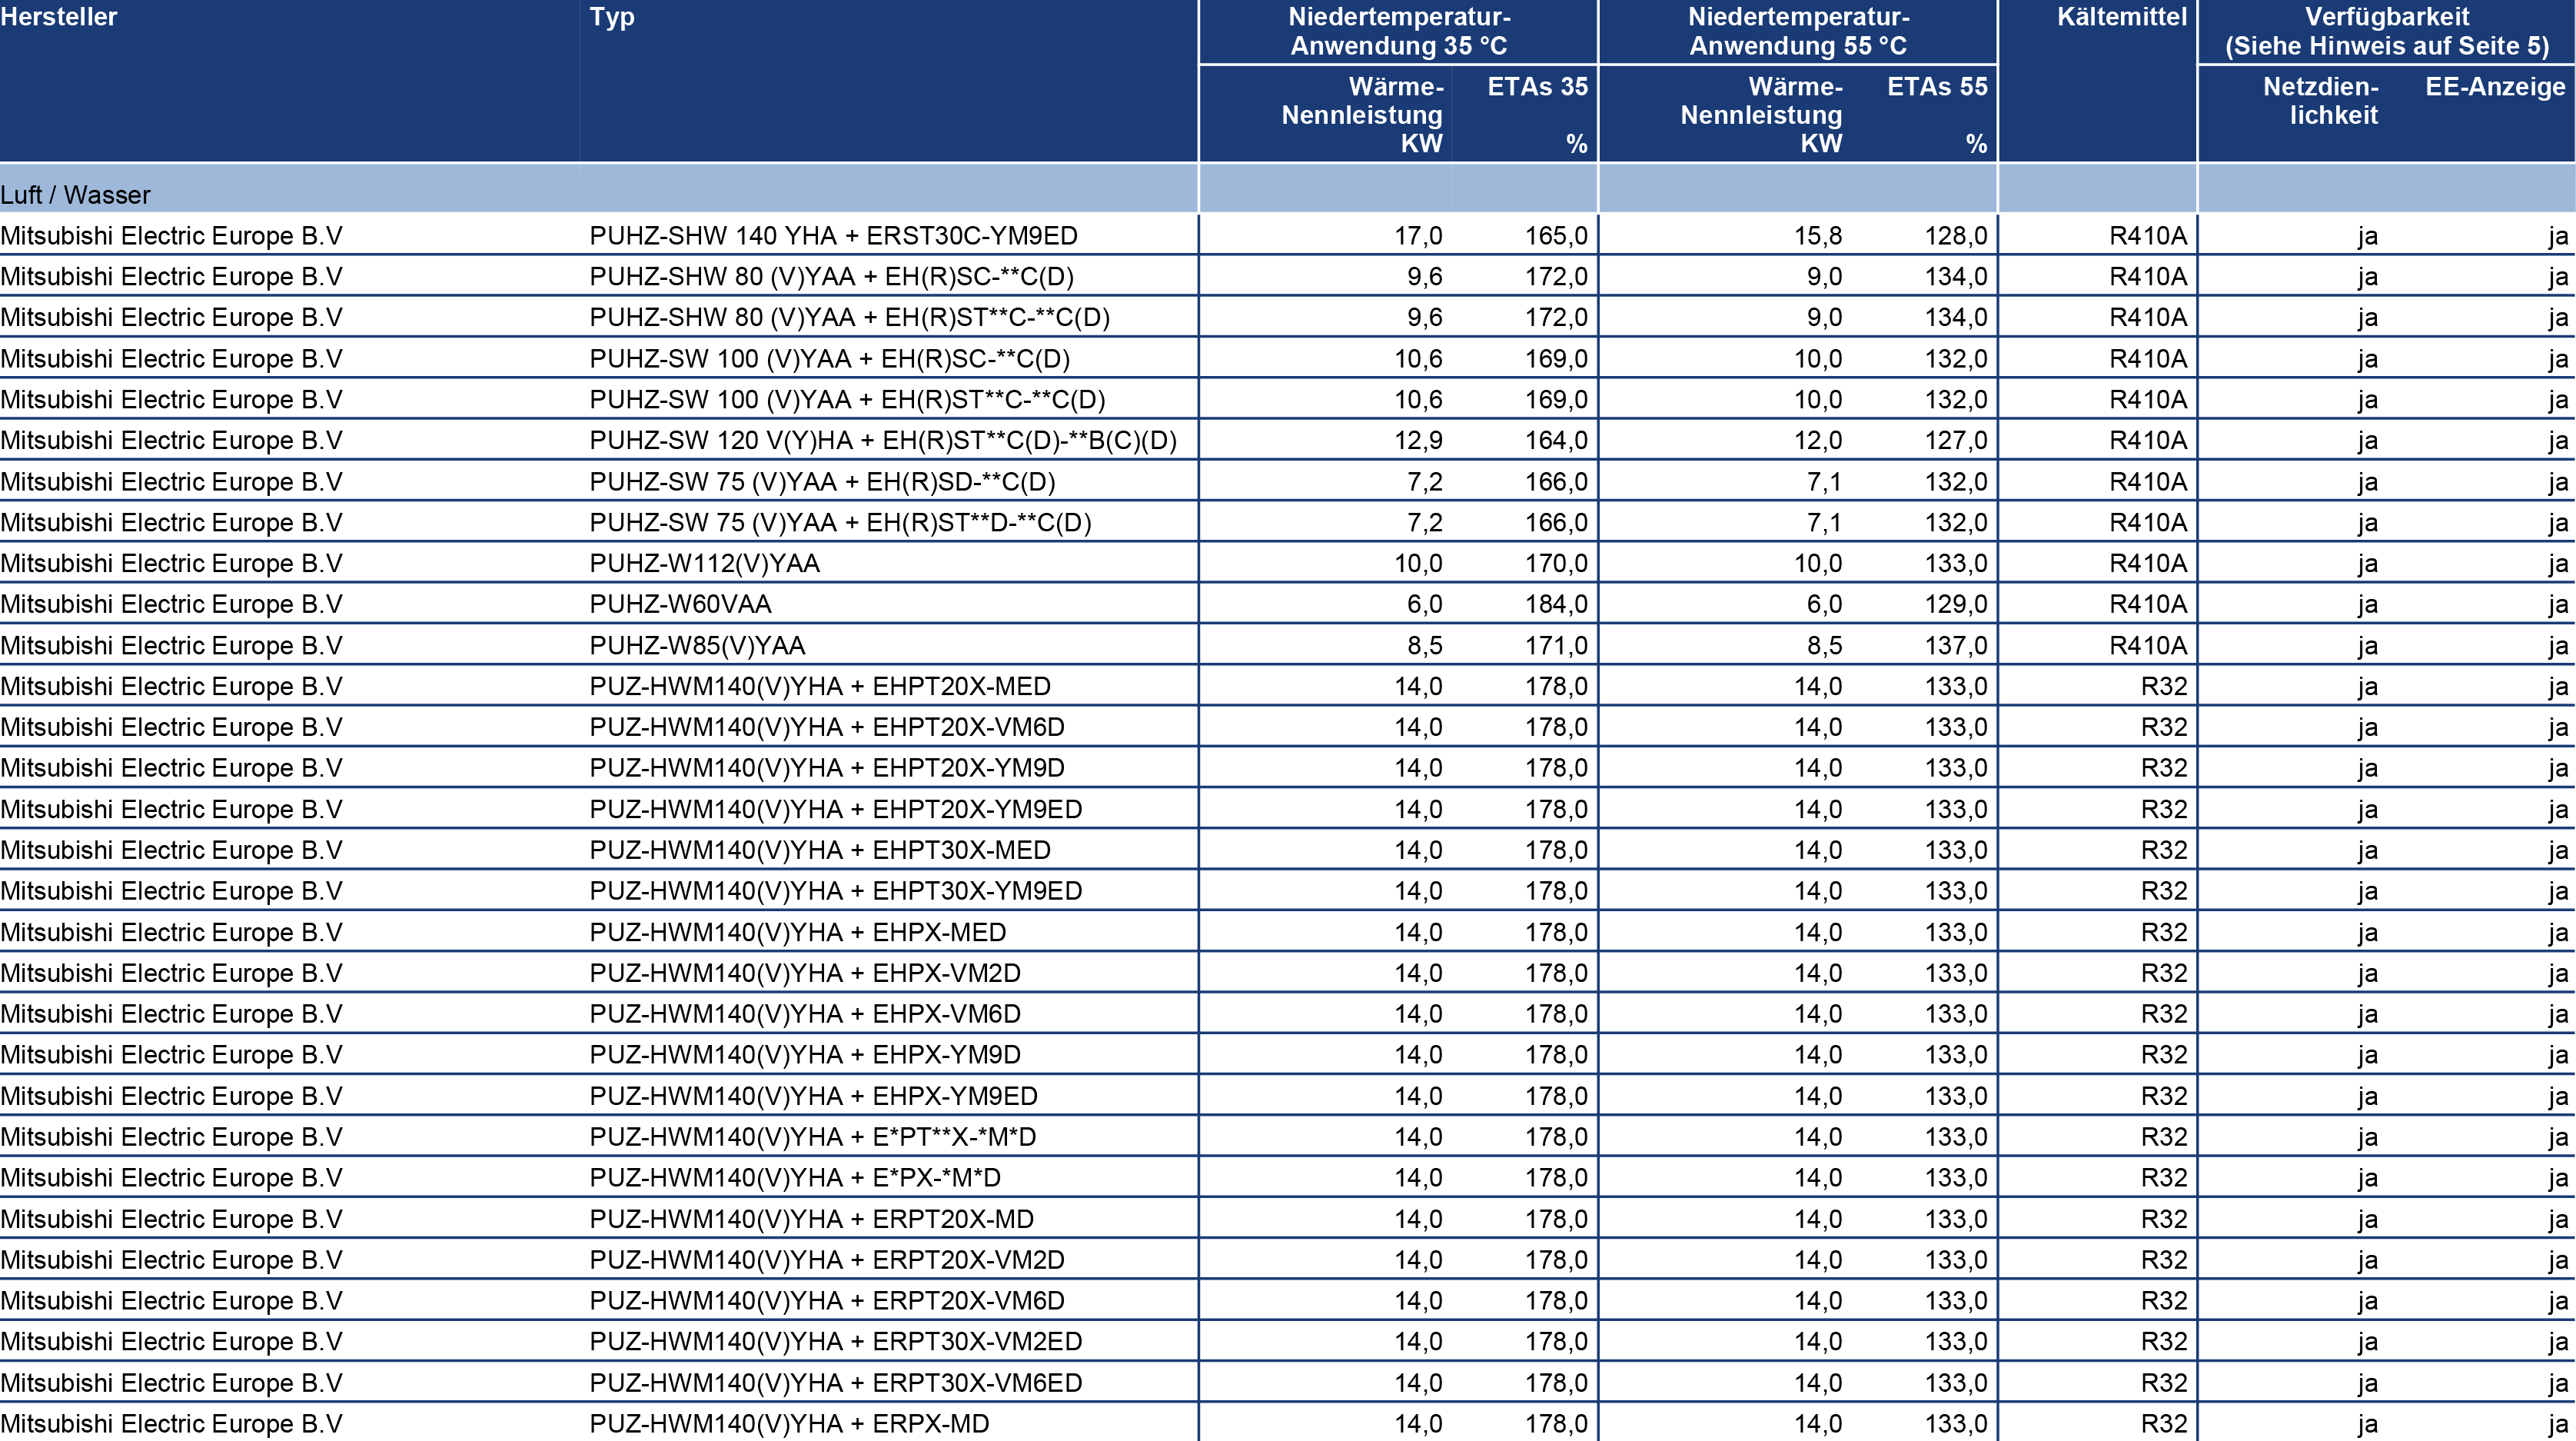 Hersteller Typ Niedertemperatur-Anwendung 35 °C Niedertemperatur-Anwendung 55 °C Kältemittel Verfügbarkeit (Siehe Hinweis auf Seite 5)
Wärme-Nennleistung KW ETAs 35 % Wärme-Nennleistung KW ETAs 55 % Netzdien-lichkeit EE-Anzeige
Luft / Wasser
Mitsubishi Electric Europe B.V PUHZ-SHW 140 YHA + ERST30C-YM9ED 17,0 165,0 15,8 128,0 R410A ja ja
Mitsubishi Electric Europe B.V PUHZ-SHW 80 (V)YAA + EH(R)SC-**C(D) 9,6 172,0 9,0 134,0 R410A ja ja
Mitsubishi Electric Europe B.V PUHZ-SHW 80 (V)YAA + EH(R)ST**C-**C(D) 9,6 172,0 9,0 134,0 R410A ja ja
Mitsubishi Electric Europe B.V PUHZ-SW 100 (V)YAA + EH(R)SC-**C(D) 10,6 169,0 10,0 132,0 R410A ja ja
Mitsubishi Electric Europe B.V PUHZ-SW 100 (V)YAA + EH(R)ST**C-**C(D) 10,6 169,0 10,0 132,0 R410A ja ja
Mitsubishi Electric Europe B.V PUHZ-SW 120 V(Y)HA + EH(R)ST**C(D)-**B(C)(D) 12,9 164,0 12,0 127,0 R410A ja ja
Mitsubishi Electric Europe B.V PUHZ-SW 75 (V)YAA + EH(R)SD-**C(D) 7,2 166,0 7,1 132,0 R410A ja ja
Mitsubishi Electric Europe B.V PUHZ-SW 75 (V)YAA + EH(R)ST**D-**C(D) 7,2 166,0 7,1 132,0 R410A ja ja
Mitsubishi Electric Europe B.V PUHZ-W112(V)YAA 10,0 170,0 10,0 133,0 R410A ja ja
Mitsubishi Electric Europe B.V PUHZ-W60VAA 6,0 184,0 6,0 129,0 R410A ja ja
Mitsubishi Electric Europe B.V PUHZ-W85(V)YAA 8,5 171,0 8,5 137,0 R410A ja ja
Mitsubishi Electric Europe B.V PUZ-HWM140(V)YHA + EHPT20X-MED 14,0 178,0 14,0 133,0 R32 ja ja
Mitsubishi Electric Europe B.V PUZ-HWM140(V)YHA + EHPT20X-VM6D 14,0 178,0 14,0 133,0 R32 ja ja
Mitsubishi Electric Europe B.V PUZ-HWM140(V)YHA + EHPT20X-YM9D 14,0 178,0 14,0 133,0 R32 ja ja
Mitsubishi Electric Europe B.V PUZ-HWM140(V)YHA + EHPT20X-YM9ED 14,0 178,0 14,0 133,0 R32 ja ja
Mitsubishi Electric Europe B.V PUZ-HWM140(V)YHA + EHPT30X-MED 14,0 178,0 14,0 133,0 R32 ja ja
Mitsubishi Electric Europe B.V PUZ-HWM140(V)YHA + EHPT30X-YM9ED 14,0 178,0 14,0 133,0 R32 ja ja
Mitsubishi Electric Europe B.V PUZ-HWM140(V)YHA + EHPX-MED 14,0 178,0 14,0 133,0 R32 ja ja
Mitsubishi Electric Europe B.V PUZ-HWM140(V)YHA + EHPX-VM2D 14,0 178,0 14,0 133,0 R32 ja ja
Mitsubishi Electric Europe B.V PUZ-HWM140(V)YHA + EHPX-VM6D 14,0 178,0 14,0 133,0 R32 ja ja
Mitsubishi Electric Europe B.V PUZ-HWM140(V)YHA + EHPX-YM9D 14,0 178,0 14,0 133,0 R32 ja ja
Mitsubishi Electric Europe B.V PUZ-HWM140(V)YHA + EHPX-YM9ED 14,0 178,0 14,0 133,0 R32 ja ja
Mitsubishi Electric Europe B.V PUZ-HWM140(V)YHA + E*PT**X-*M*D 14,0 178,0 14,0 133,0 R32 ja ja
Mitsubishi Electric Europe B.V PUZ-HWM140(V)YHA + E*PX-*M*D 14,0 178,0 14,0 133,0 R32 ja ja
Mitsubishi Electric Europe B.V PUZ-HWM140(V)YHA + ERPT20X-MD 14,0 178,0 14,0 133,0 R32 ja ja
Mitsubishi Electric Europe B.V PUZ-HWM140(V)YHA + ERPT20X-VM2D 14,0 178,0 14,0 133,0 R32 ja ja
Mitsubishi Electric Europe B.V PUZ-HWM140(V)YHA + ERPT20X-VM6D 14,0 178,0 14,0 133,0 R32 ja ja
Mitsubishi Electric Europe B.V PUZ-HWM140(V)YHA + ERPT30X-VM2ED 14,0 178,0 14,0 133,0 R32 ja ja
Mitsubishi Electric Europe B.V PUZ-HWM140(V)YHA + ERPT30X-VM6ED 14,0 178,0 14,0 133,0 R32 ja ja
Mitsubishi Electric Europe B.V PUZ-HWM140(V)YHA + ERPX-MD 14,0 178,0 14,0 133,0 R32 ja ja